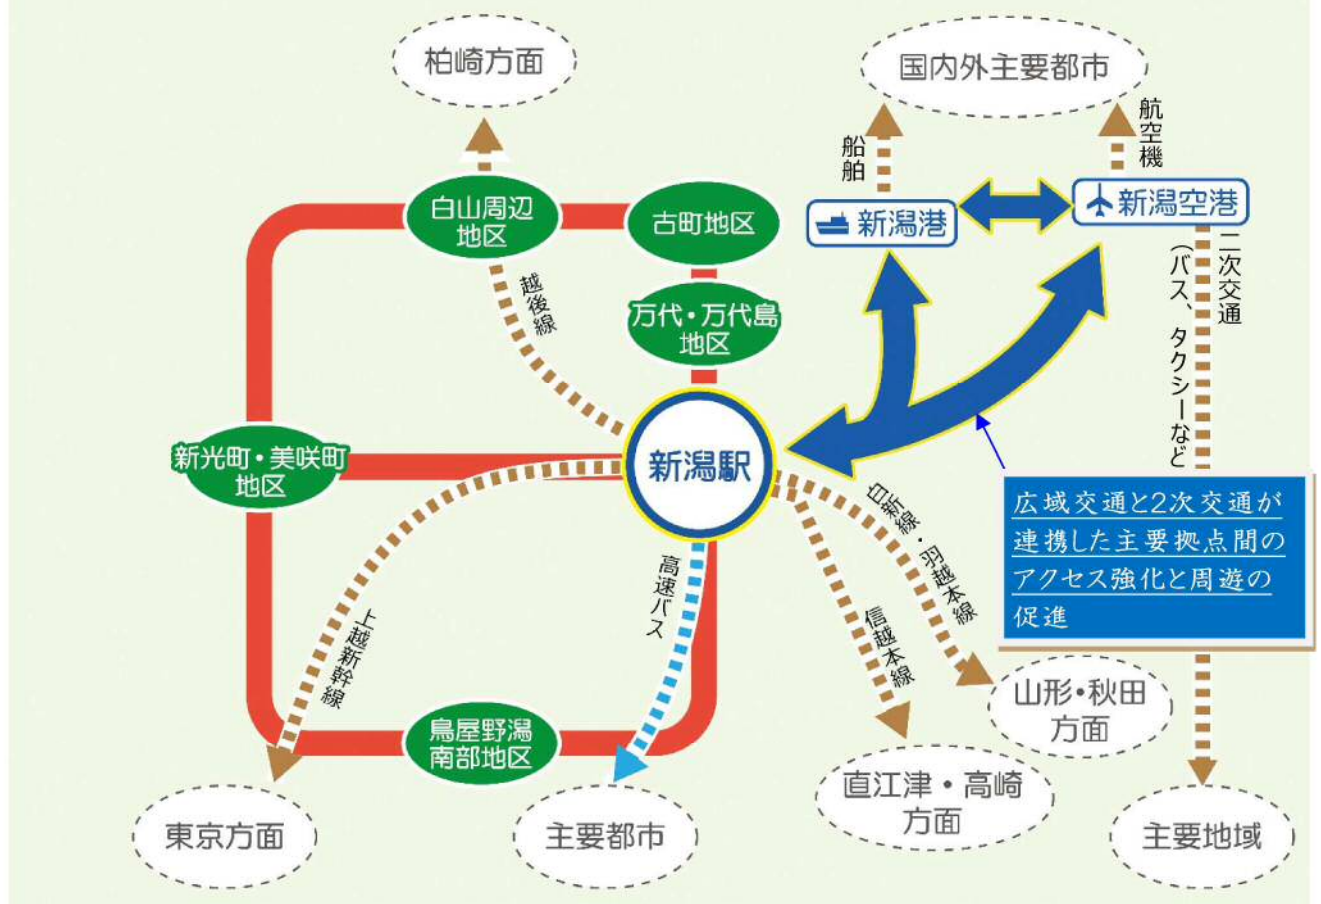 柏崎方面
国内外主要都市
船舶
航空機
白山周辺
地区
古町地区
新潟港
新潟空港
越後線
万代・万代島
地区
二次交通
（バス、タクシーなど
新光町・美咲町
地区
新潟駅
広域交通と2次交通が
連携した主要拠点間の
アクセス強化と周遊の
促進
白新線・羽越本線
信越本線
高速バス
上越新幹線
鳥屋野潟
南部地区
山形・秋田
方面
直江津・高崎
方面
東京方面
主要都市
主要地域